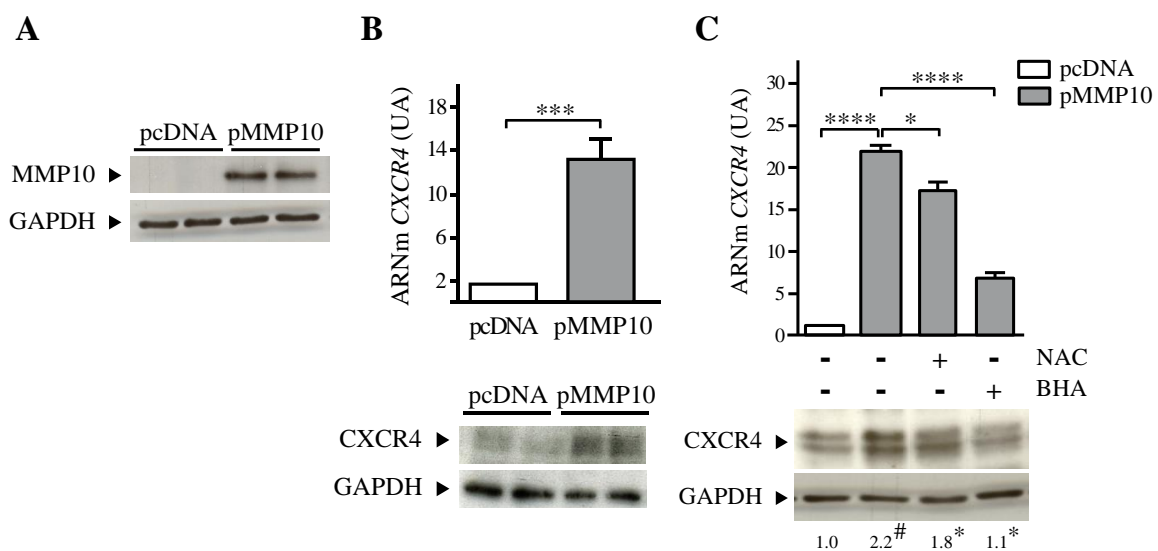 A
pcDNA pMMP10
MMP10
GAPDH
B
ARNm CXCR4 (UA)
18
14
10
6
2
***
pcDNA pMMP10
pcDNA pMMP10
CXCR4
GAPDH
C
pcDNA
pMMP10
ARNm CXCR4 (UA)
30
25
20
15
10
5
0
****
**** *
- - + - NAC
- - - + BHA
CXCR4
GAPDH
1.0 2.2# 1.8* 1.1*